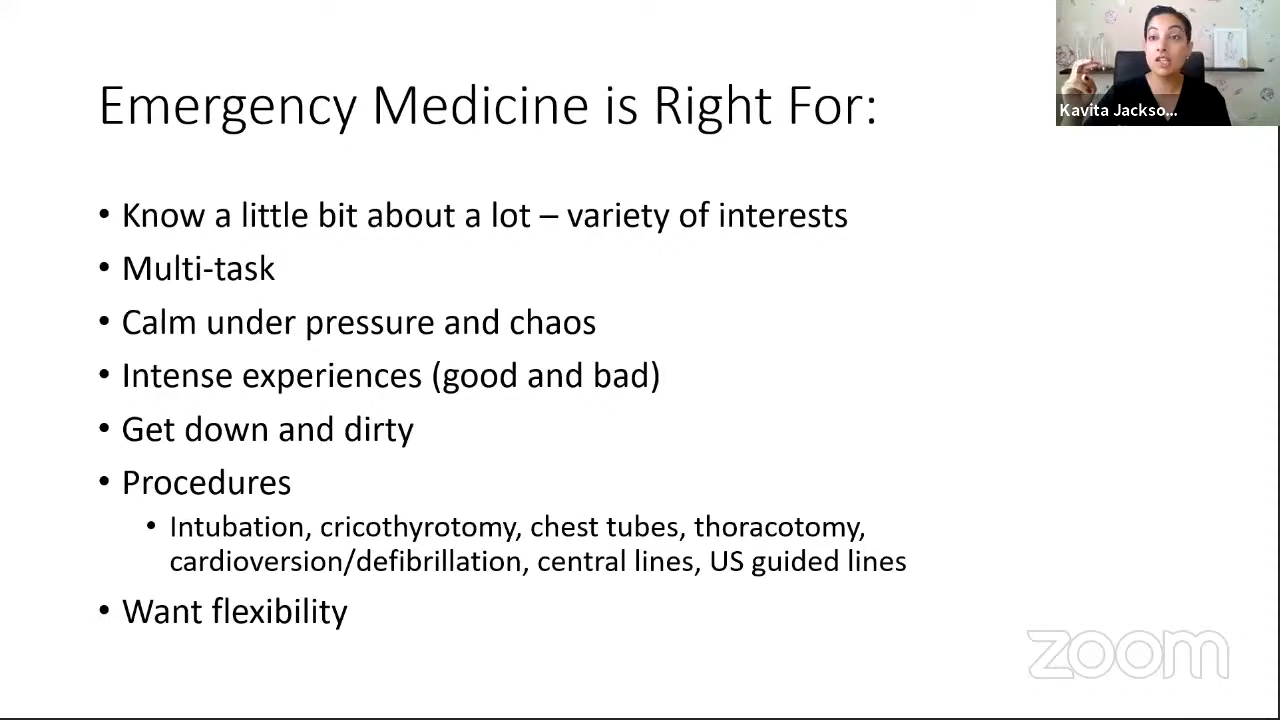 Emergency Medicine is Right For:
Kavita Jackso...
• Know a little bit about a lot – variety of interests
• Multi-task
• Calm under pressure and chaos
• Intense experiences (good and bad)
• Get down and dirty
• Procedures
• Intubation, cricothyrotomy, chest tubes, thoracotomy,
cardioversion/defibrillation, central lines, US guided lines
• Want flexibility
zoom